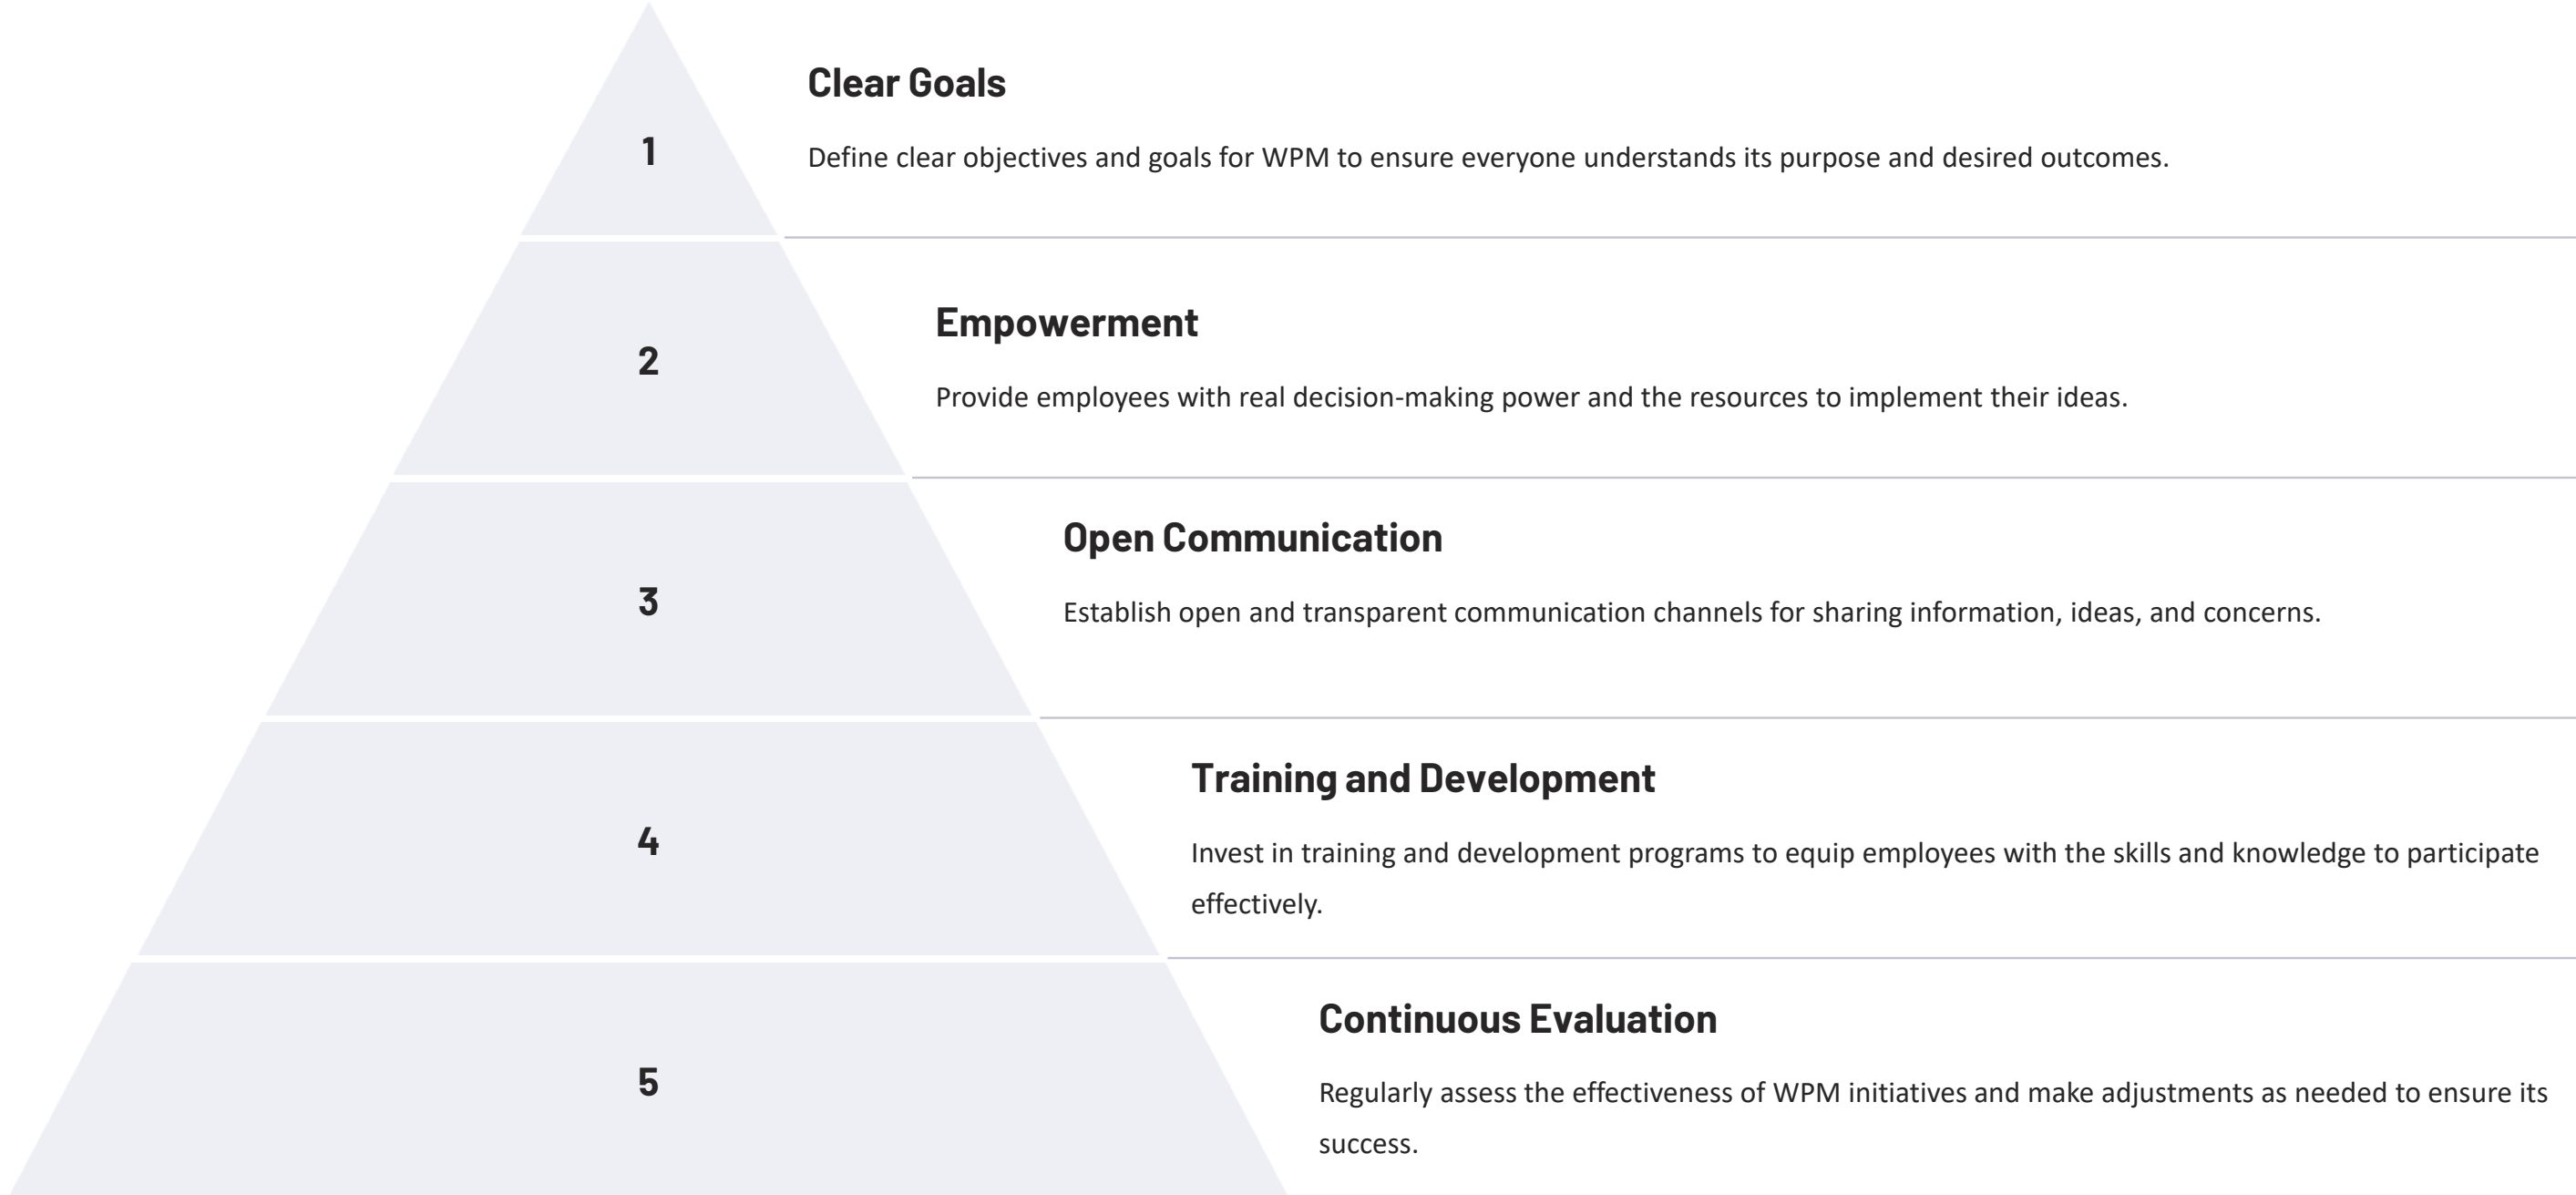 Clear Goals
1
Define clear objectives and goals for WPM to ensure everyone understands its purpose and desired outcomes.
Empowerment
2
Provide employees with real decision-making power and the resources to implement their ideas.
Open Communication
3
Establish open and transparent communication channels for sharing information, ideas, and concerns.
Training and Development
4
Invest in training and development programs to equip employees with the skills and knowledge to participate
effectively.
Continuous Evaluation
5
Regularly assess the effectiveness of WPM initiatives and make adjustments as needed to ensure its
success.